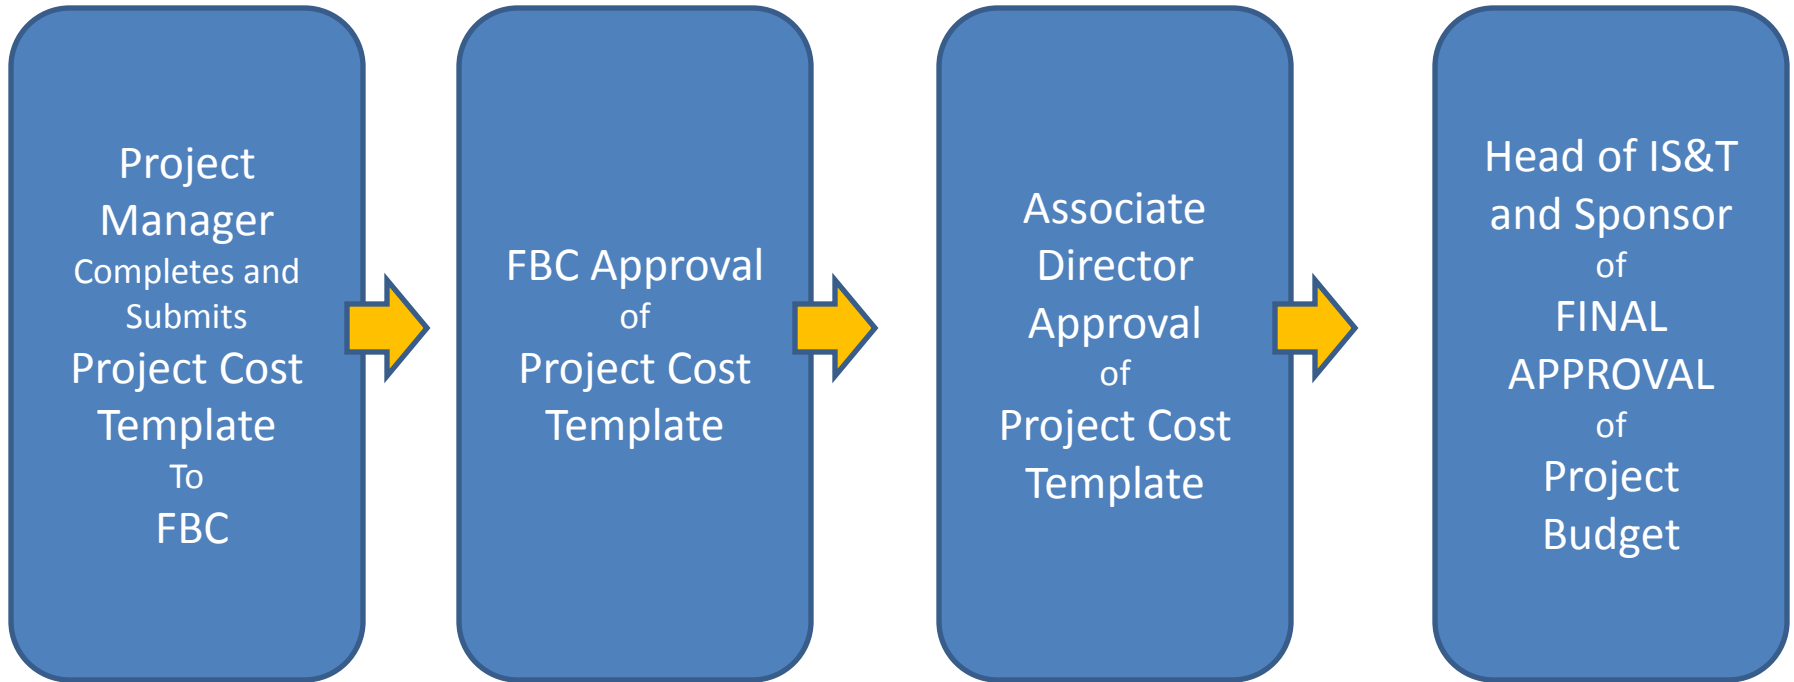 Project
Manager
Completes and
Submits
Project Cost
Template
To
FBC
FBC Approval
of
Project Cost
Template
Associate
Director
Approval
of
Project Cost
Template
Head of IS&T
and Sponsor
of
FINAL
APPROVAL
of
Project
Budget